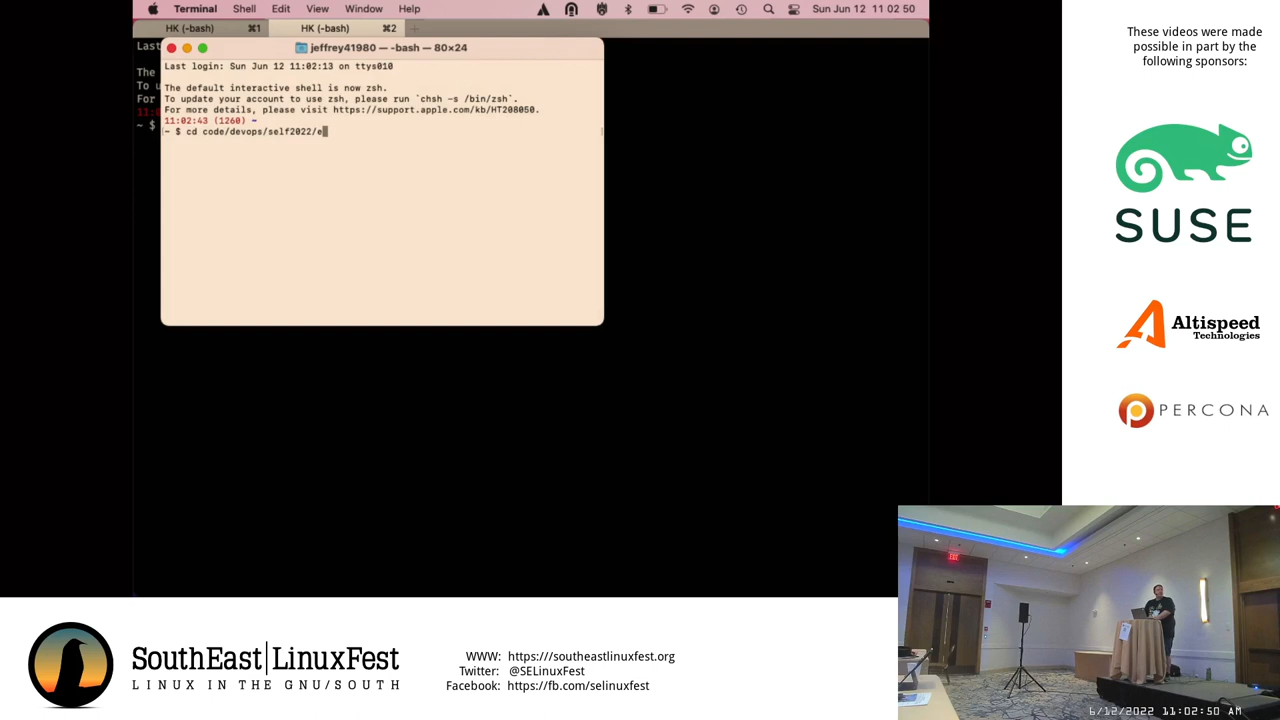 Terminal Shell Edit View Window Help Sun Jun 12 11 02 50
HK (-bash) ⌘1 HK (-bash) ⌘2 +
jeffrey41980 — -bash — 80×24
Last
The
To u
For
~ $
Last login: Sun Jun 12 11:02:13 on ttys010
The default interactive shell is now zsh.
To update your account to use zsh, please run `chsh -s /bin/zsh`.
For more details, please visit https://support.apple.com/kb/HT208050.
11:02:43 (1260) ~
~ $ cd code/devops/self2022/e
These videos were made
possible in part by the
following sponsors:
SUSE
Altispeed
Technologies
PERCONA
SouthEast|LinuxFest
LINUX IN THE GNU/SOUTH
WWW: https:///southeastlinuxfest.org
Twitter: @SELinuxFest
Facebook: https://fb.com/selinuxfest
6/12/2022 11:02:50 AM